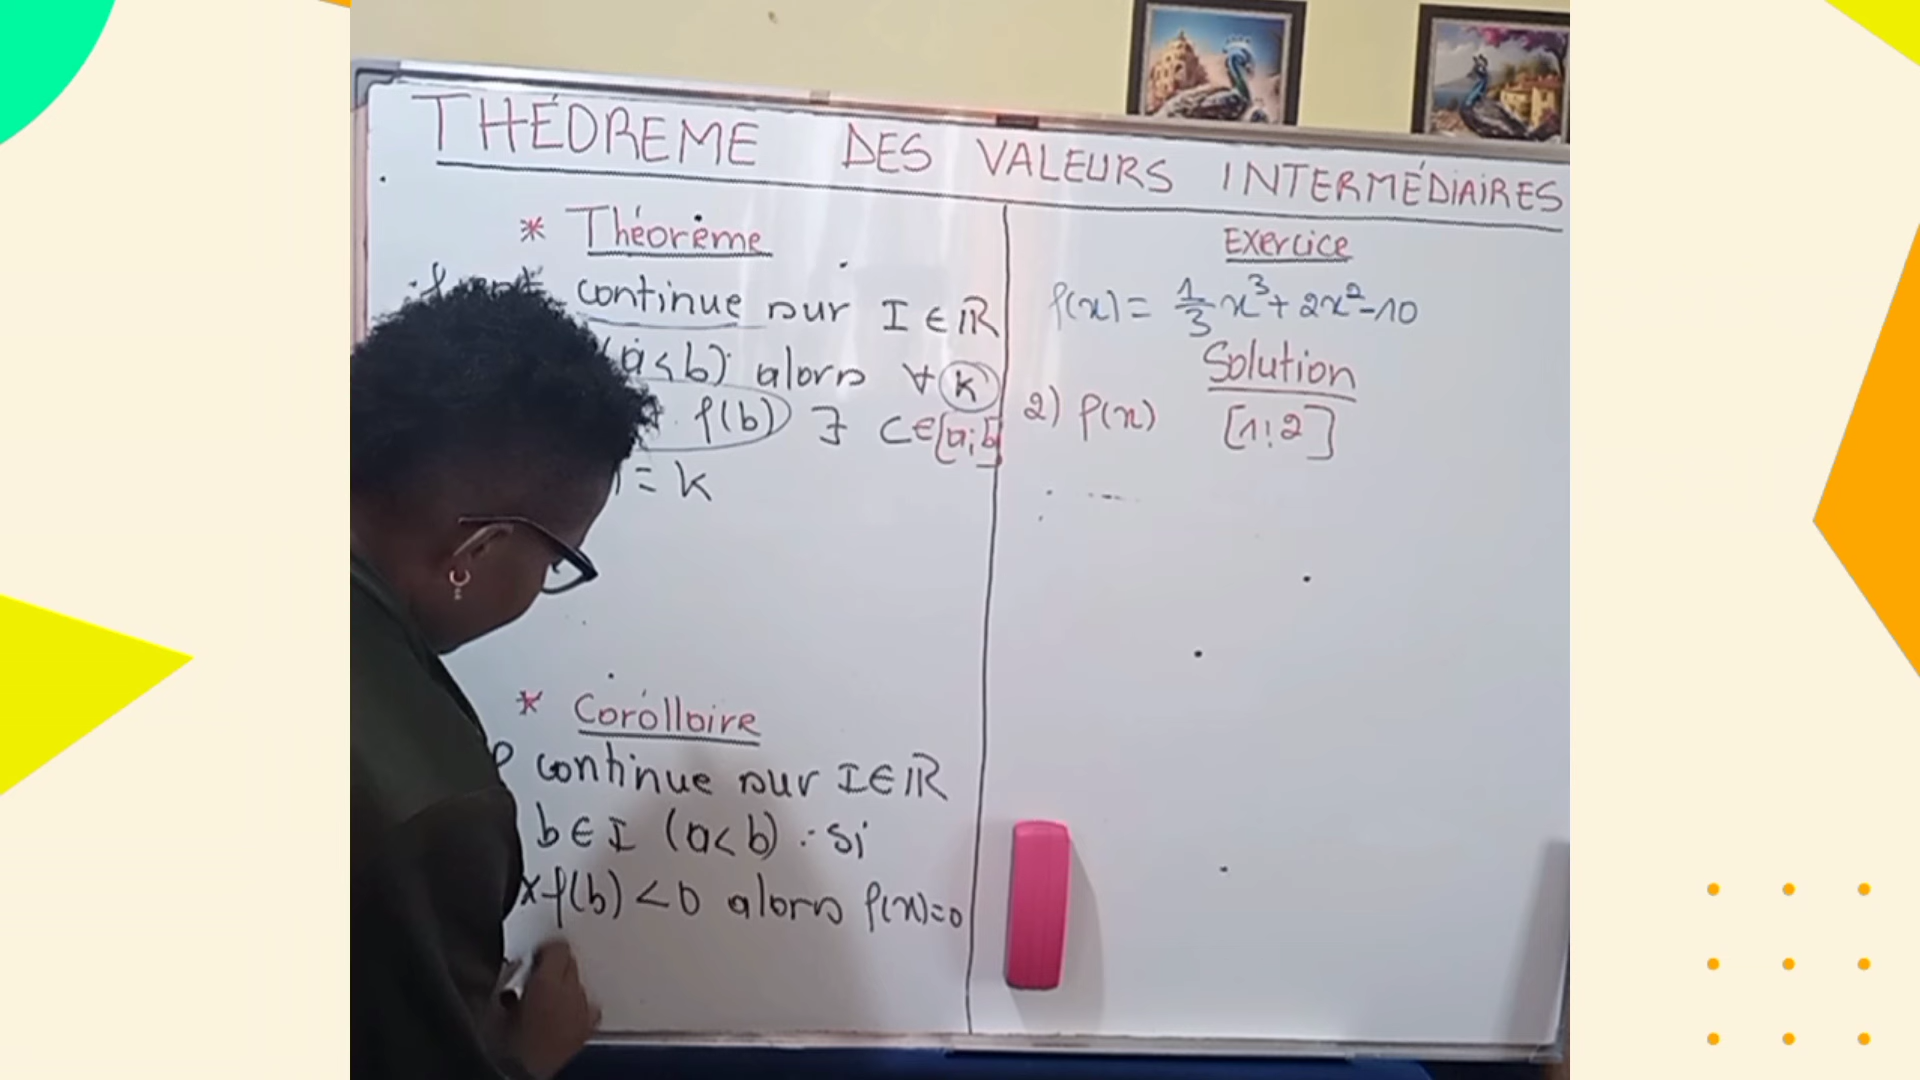 THÉOREME DES VALEURS INTERMÉDIAIRES
* Théorème
continue sur I ∈ ℝ
(a<b) alors ∀ k
f(b) ∃ C∈[a;b]
= k
* Corollaire
continue sur I∈ℝ
b∈I (a<b) : Si
×f(b) <0 alors f(x)=0
Exercice
f(x) = 1/3 x³ + 2x² -10
Solution
2) f(x) [1;2]